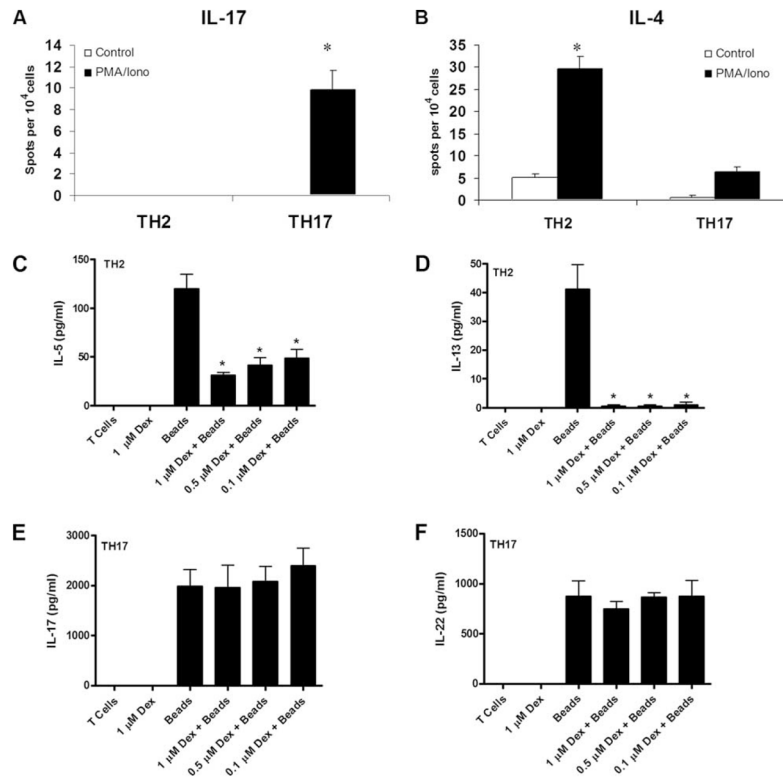 A
IL-17
Spots per 10⁴ cells
14
12
10
8
6
4
2
0
Control
PMA/Iono
*
TH2
TH17
B
IL-4
spots per 10⁴ cells
35
30
25
20
15
10
5
0
*
Control
PMA/Iono
TH2
TH17
C
TH2
IL-5 (pg/ml)
150
100
50
0
* * *
T Cells
1 µM Dex
Beads
1 µM Dex + Beads
0.5 µM Dex + Beads
0.1 µM Dex + Beads
D
TH2
IL-13 (pg/ml)
50
40
30
20
10
0
* * *
T Cells
1 µM Dex
Beads
1 µM Dex + Beads
0.5 µM Dex + Beads
0.1 µM Dex + Beads
E
TH17
IL-17 (pg/ml)
3000
2000
1000
0
T Cells
1 µM Dex
Beads
1 µM Dex + Beads
0.5 µM Dex + Beads
0.1 µM Dex + Beads
F
TH17
IL-22 (pg/ml)
1500
1000
500
0
T Cells
1 µM Dex
Beads
1 µM Dex + Beads
0.5 µM Dex + Beads
0.1 µM Dex + Beads